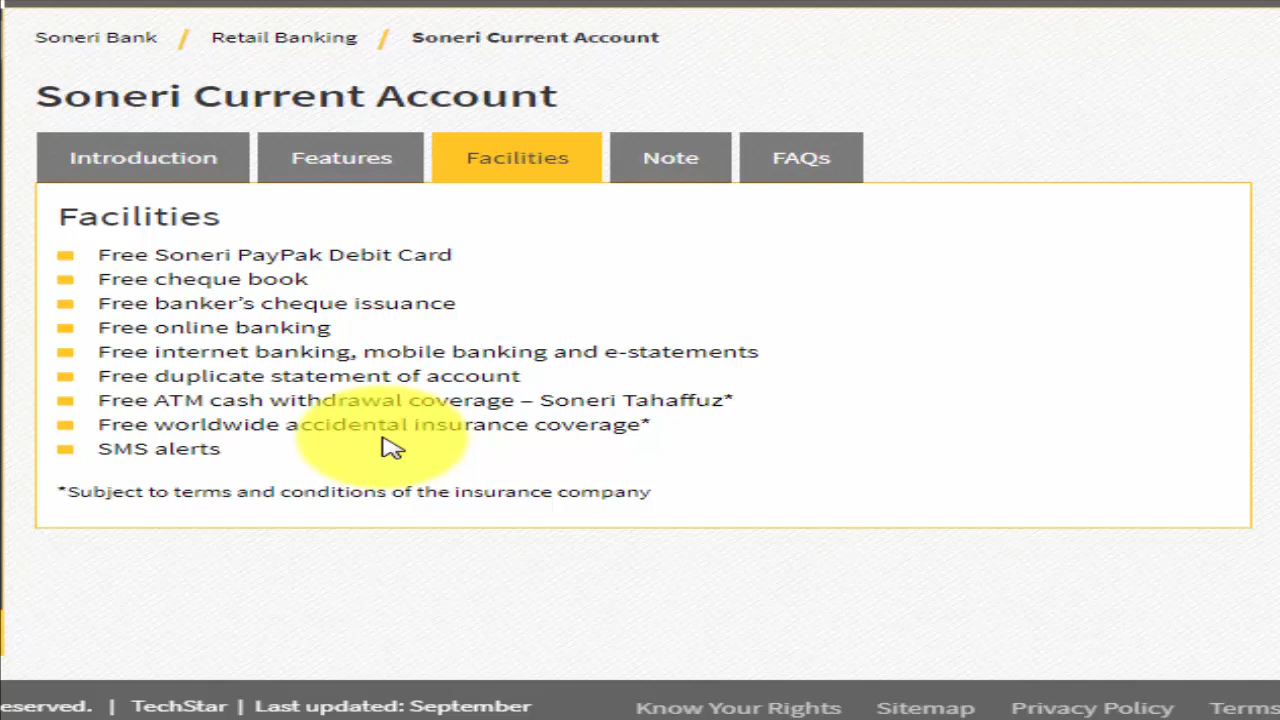 Soneri Bank / Retail Banking / Soneri Current Account
Soneri Current Account
Introduction Features Facilities Note FAQs
Facilities
Free Soneri PayPak Debit Card
Free cheque book
Free banker's cheque issuance
Free online banking
Free internet banking, mobile banking and e-statements
Free duplicate statement of account
Free ATM cash withdrawal coverage – Soneri Tahaffuz*
Free worldwide accidental insurance coverage*
SMS alerts
*Subject to terms and conditions of the insurance company
eserved. | TechStar | Last updated: September Know Your Rights Sitemap Privacy Policy Terms